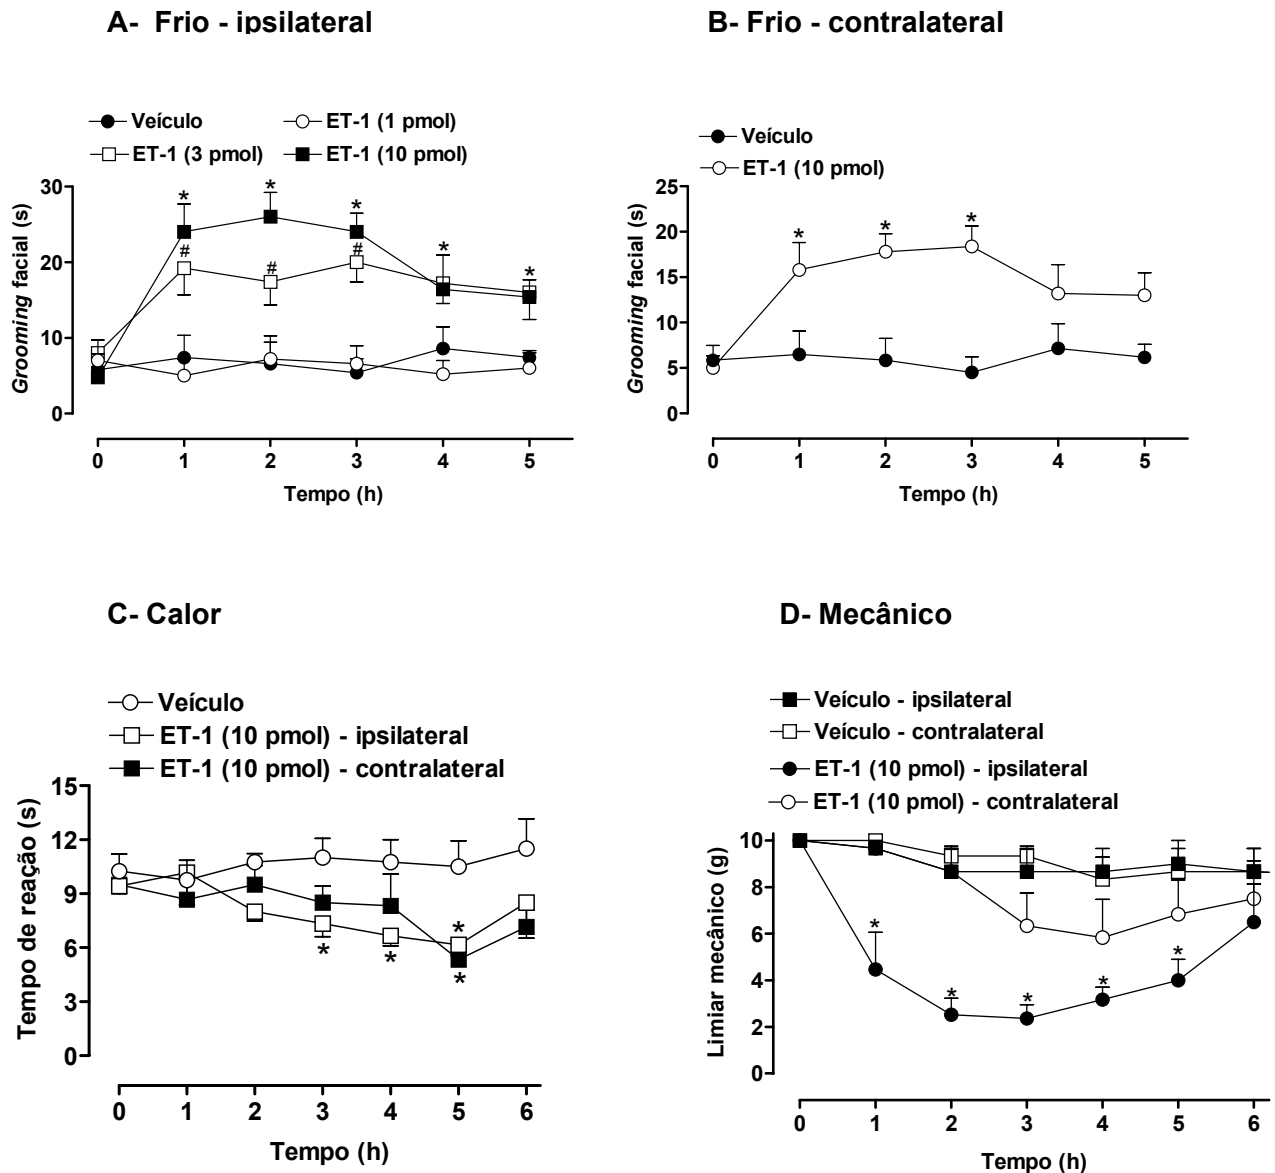 A- Frio - ipsilateral
Veículo
ET-1 (1 pmol)
ET-1 (3 pmol)
ET-1 (10 pmol)
Grooming facial (s)
30
20
10
0
* * * * *
# # #
0 1 2 3 4 5
Tempo (h)
B- Frio - contralateral
Veículo
ET-1 (10 pmol)
Grooming facial (s)
25
20
15
10
5
0
* * *
0 1 2 3 4 5
Tempo (h)
C- Calor
Veículo
ET-1 (10 pmol) - ipsilateral
ET-1 (10 pmol) - contralateral
Tempo de reação (s)
15
12
9
6
3
0
* * * *
0 1 2 3 4 5 6
Tempo (h)
D- Mecânico
Veículo - ipsilateral
Veículo - contralateral
ET-1 (10 pmol) - ipsilateral
ET-1 (10 pmol) - contralateral
Limiar mecânico (g)
10
8
6
4
2
0
* * * * *
0 1 2 3 4 5 6
Tempo (h)